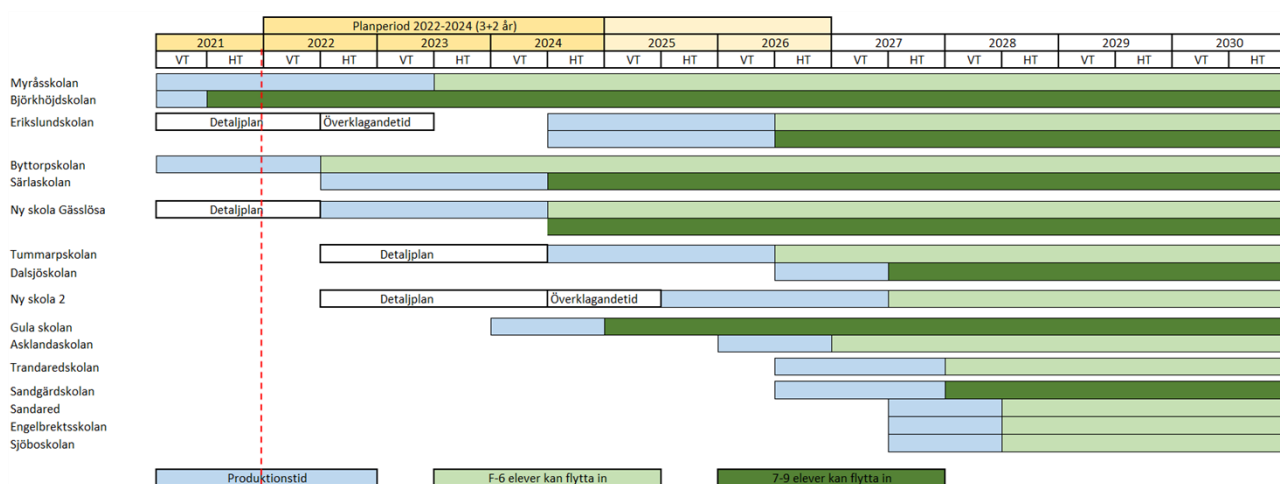 Planperiod 2022-2024 (3+2 år)
2021 2022 2023 2024 2025 2026 2027 2028 2029 2030
VT HT VT HT VT HT VT HT VT HT VT HT VT HT VT HT VT HT VT HT
Myråsskolan
Björkhöjdskolan
Erikslundskolan Detaljplan Överklagandetid
Byttorpskolan
Särlaskolan
Ny skola Gässlösa Detaljplan
Tummarpskolan Detaljplan
Dalsjöskolan
Ny skola 2 Detaljplan Överklagandetid
Gula skolan
Asklandaskolan
Trandaredskolan
Sandgärdskolan
Sandared
Engelbrektsskolan
Sjöboskolan
Produktionstid F-6 elever kan flytta in 7-9 elever kan flytta in